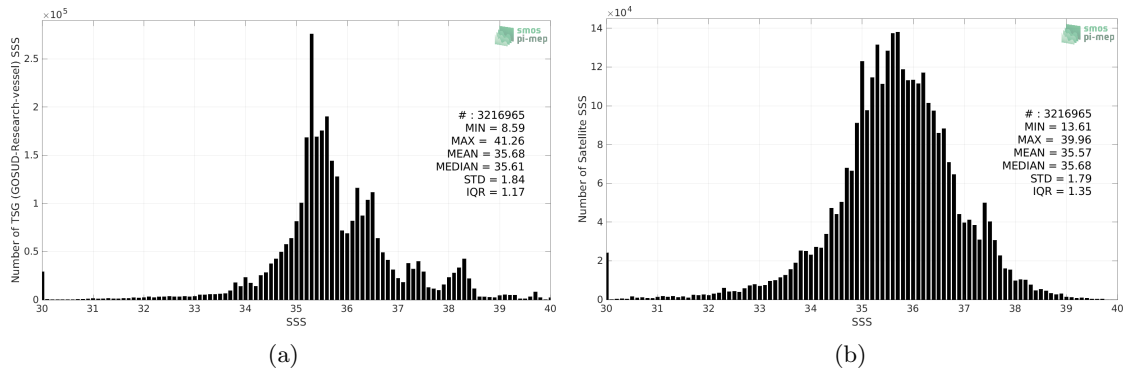 ×10⁵
Number of TSG (GOSUD-Research-vessel) SSS
2.5
2
1.5
1
0.5
0
smos
pi-mep
# : 3216965
MIN = 8.59
MAX = 41.26
MEAN = 35.68
MEDIAN = 35.61
STD = 1.84
IQR = 1.17
30 31 32 33 34 35 36 37 38 39 40
SSS
(a)
×10⁴
Number of Satellite SSS
14
12
10
8
6
4
2
0
smos
pi-mep
# : 3216965
MIN = 13.61
MAX = 39.96
MEAN = 35.57
MEDIAN = 35.68
STD = 1.79
IQR = 1.35
30 31 32 33 34 35 36 37 38 39 40
SSS
(b)